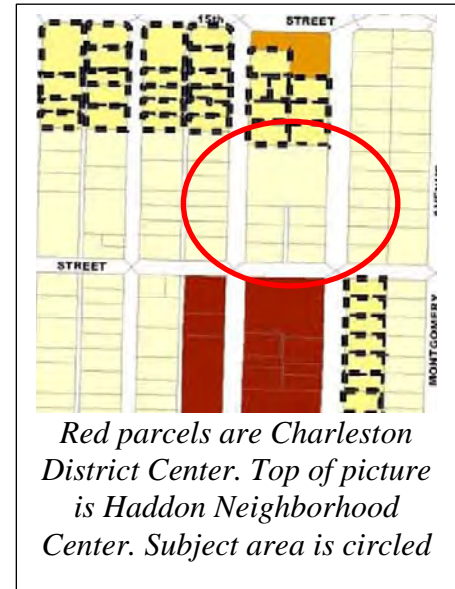 15th STREET
AVENUE
STREET
MONTGOMERY
Red parcels are Charleston
District Center. Top of picture
is Haddon Neighborhood
Center. Subject area is circled